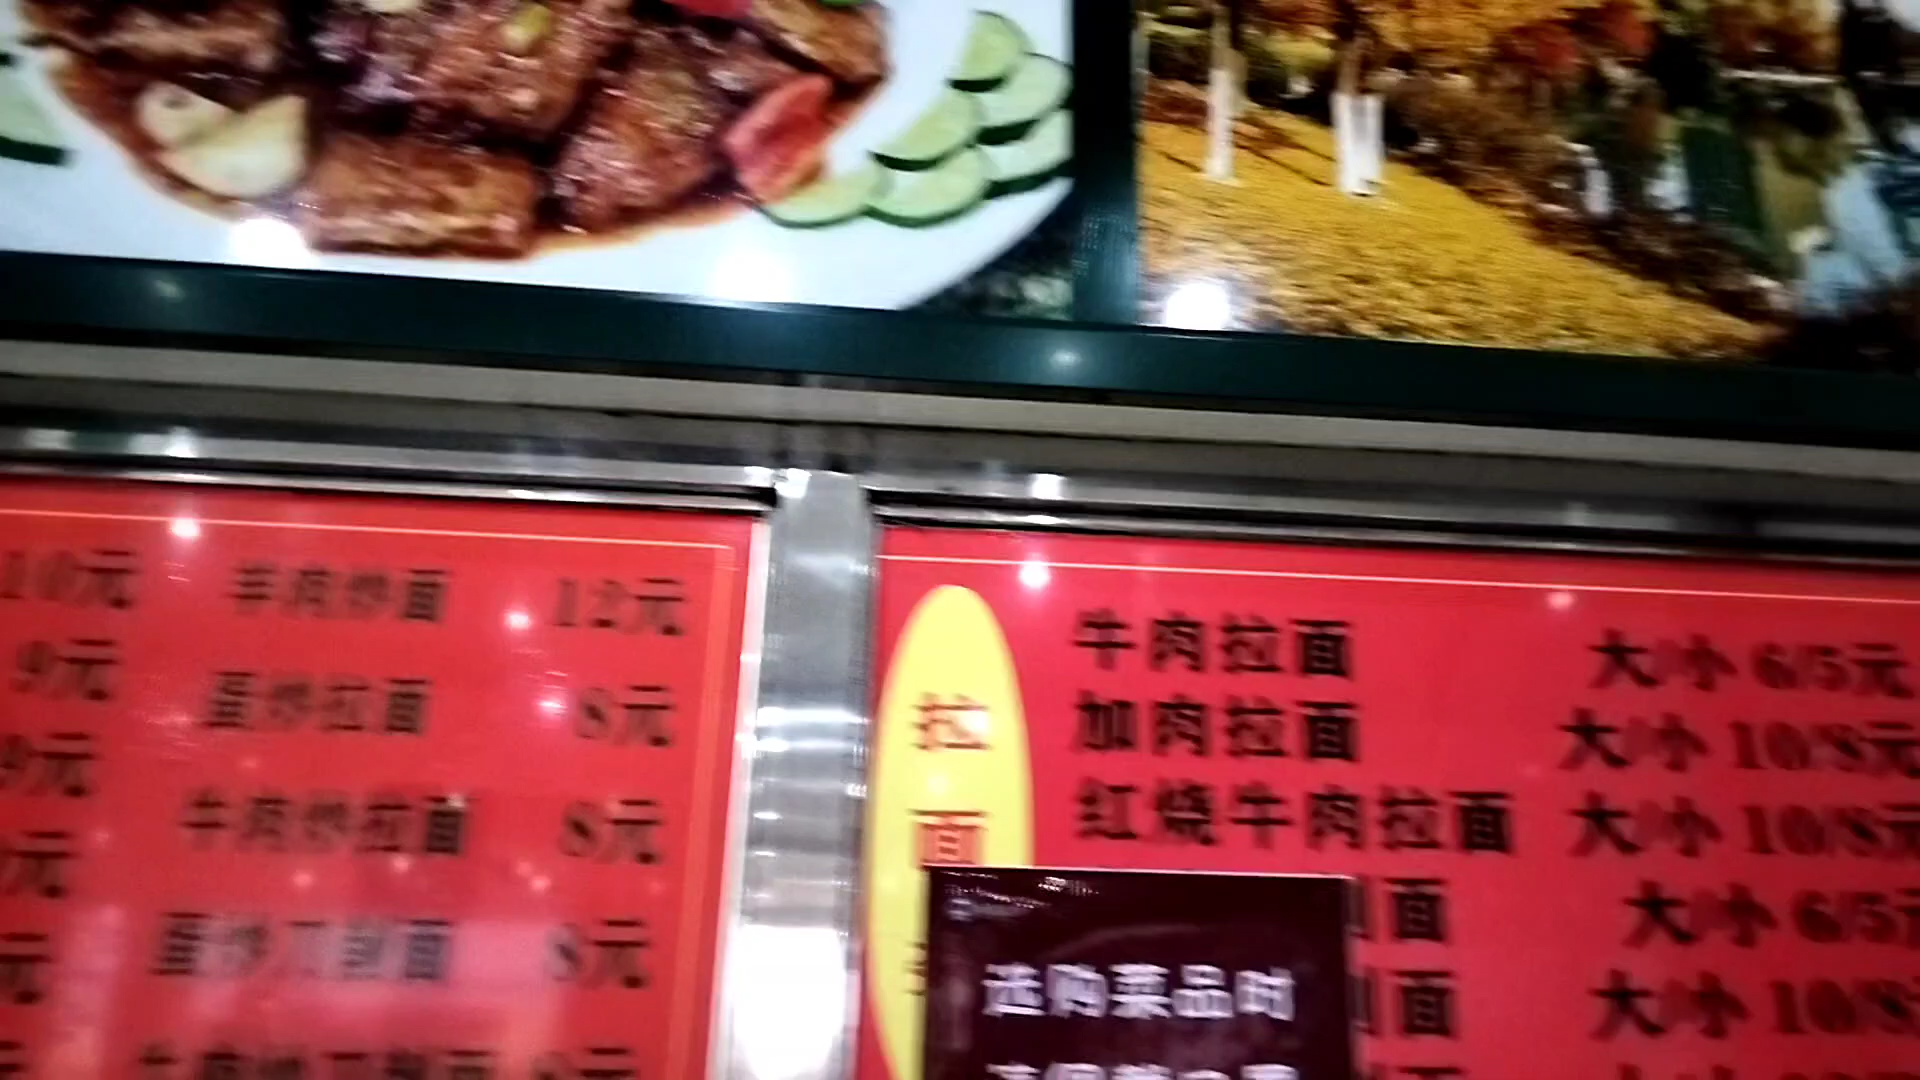 10元 羊肉炒面 12元
9元 蛋炒拉面 8元
9元 牛肉炒拉面 8元
元 蛋炒刀削面 8元
元
拉面
牛肉拉面 大/小 6/5元
加肉拉面 大/小 10/8元
红烧牛肉拉面 大/小 10/8元
削面 大/小 6/5元
削面 大/小 10/8
选购菜品时